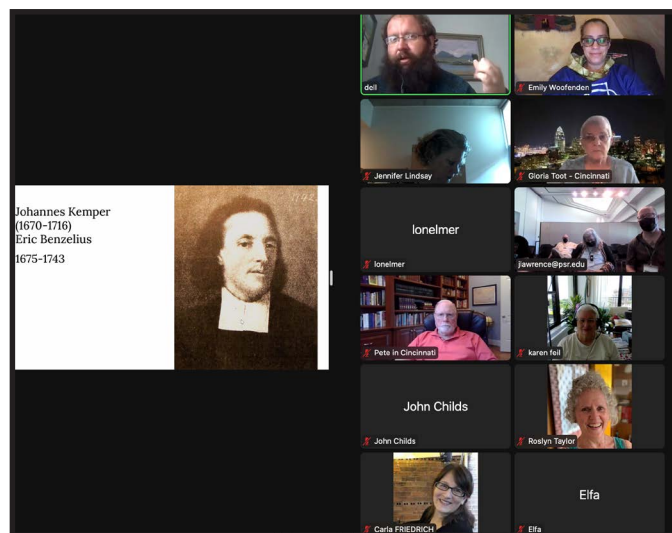 Johannes Kemper
(1670-1716)
Eric Benzelius
1675-1743
1792
dell
Emily Woofenden
Jennifer Lindsay
Gloria Toot - Cincinnati
lonelmer
lonelmer
jlawrence@psr.edu
Pete in Cincinnati
karen feil
John Childs
John Childs
Roslyn Taylor
Carla FRIEDRICH
Elfa
Elfa